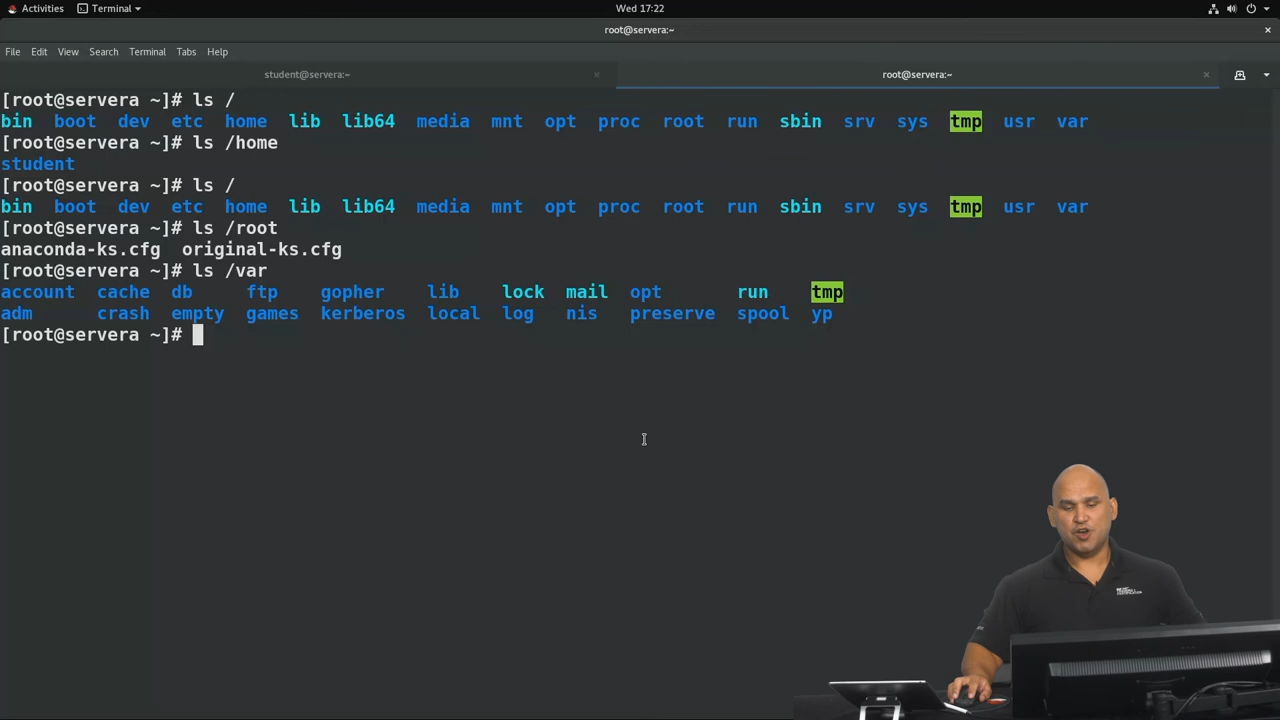 Activities Terminal Wed 17:22
root@servera:~
File Edit View Search Terminal Tabs Help
student@servera:~ root@servera:~
[root@servera ~]# ls /
bin boot dev etc home lib lib64 media mnt opt proc root run sbin srv sys tmp usr var
[root@servera ~]# ls /home
student
[root@servera ~]# ls /
bin boot dev etc home lib lib64 media mnt opt proc root run sbin srv sys tmp usr var
[root@servera ~]# ls /root
anaconda-ks.cfg original-ks.cfg
[root@servera ~]# ls /var
account cache db ftp gopher lib lock mail opt run tmp
adm crash empty games kerberos local log nis preserve spool yp
[root@servera ~]#